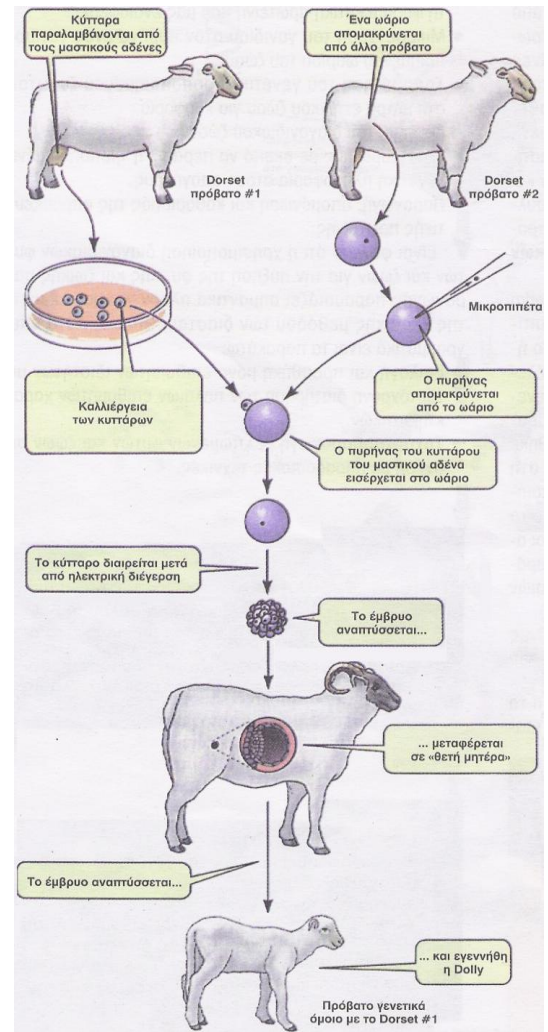 Κύτταρα
παραλαμβάνονται από
τους μαστικούς αδένες
Ένα ωάριο
απομακρύνεται
από άλλο πρόβατο
Dorset
πρόβατο #1
Dorset
πρόβατο #2
Μικροπιπέτα
Ο πυρήνας
απομακρύνεται
από το ωάριο
Καλλιέργεια
των κυττάρων
Ο πυρήνας του κυττάρου
του μαστικού αδένα
εισέρχεται στο ωάριο
Το κύτταρο διαιρείται μετά
από ηλεκτρική διέγερση
Το έμβρυο
αναπτύσσεται...
... μεταφέρεται
σε «θετή μητέρα»
Το έμβρυο αναπτύσσεται...
... και εγεννήθη
η Dolly
Πρόβατο γενετικά
όμοιο με το Dorset #1